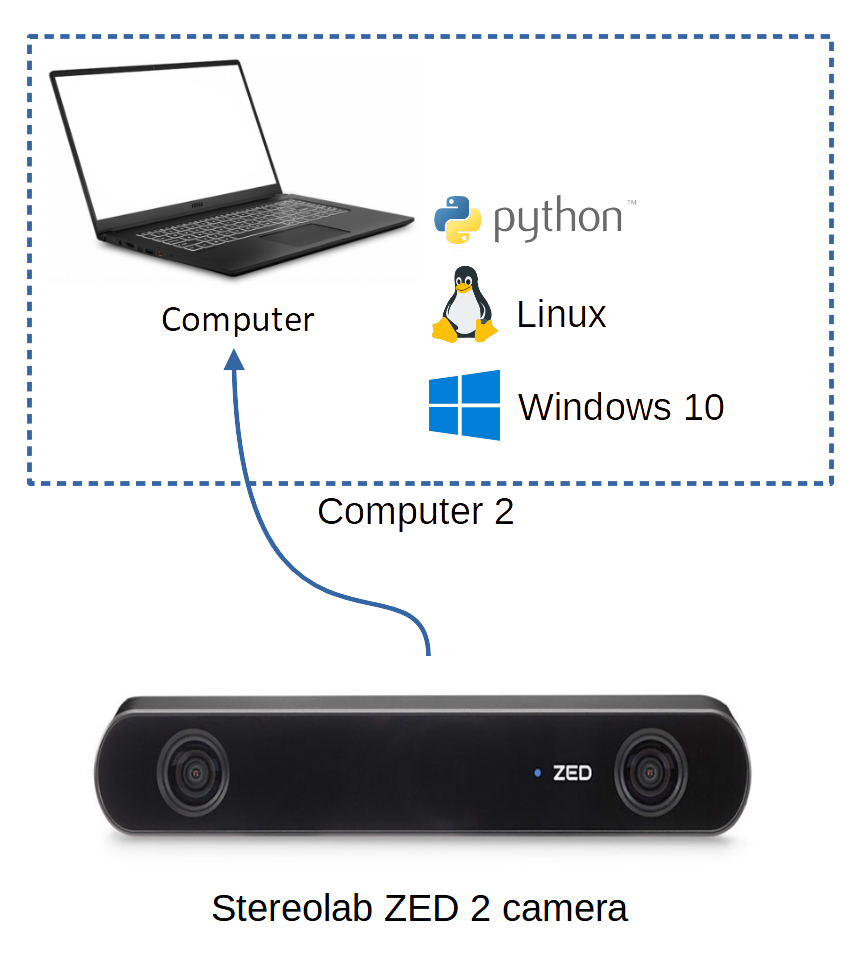 python™
Computer
Linux
Windows 10
Computer 2
ZED
Stereolab ZED 2 camera